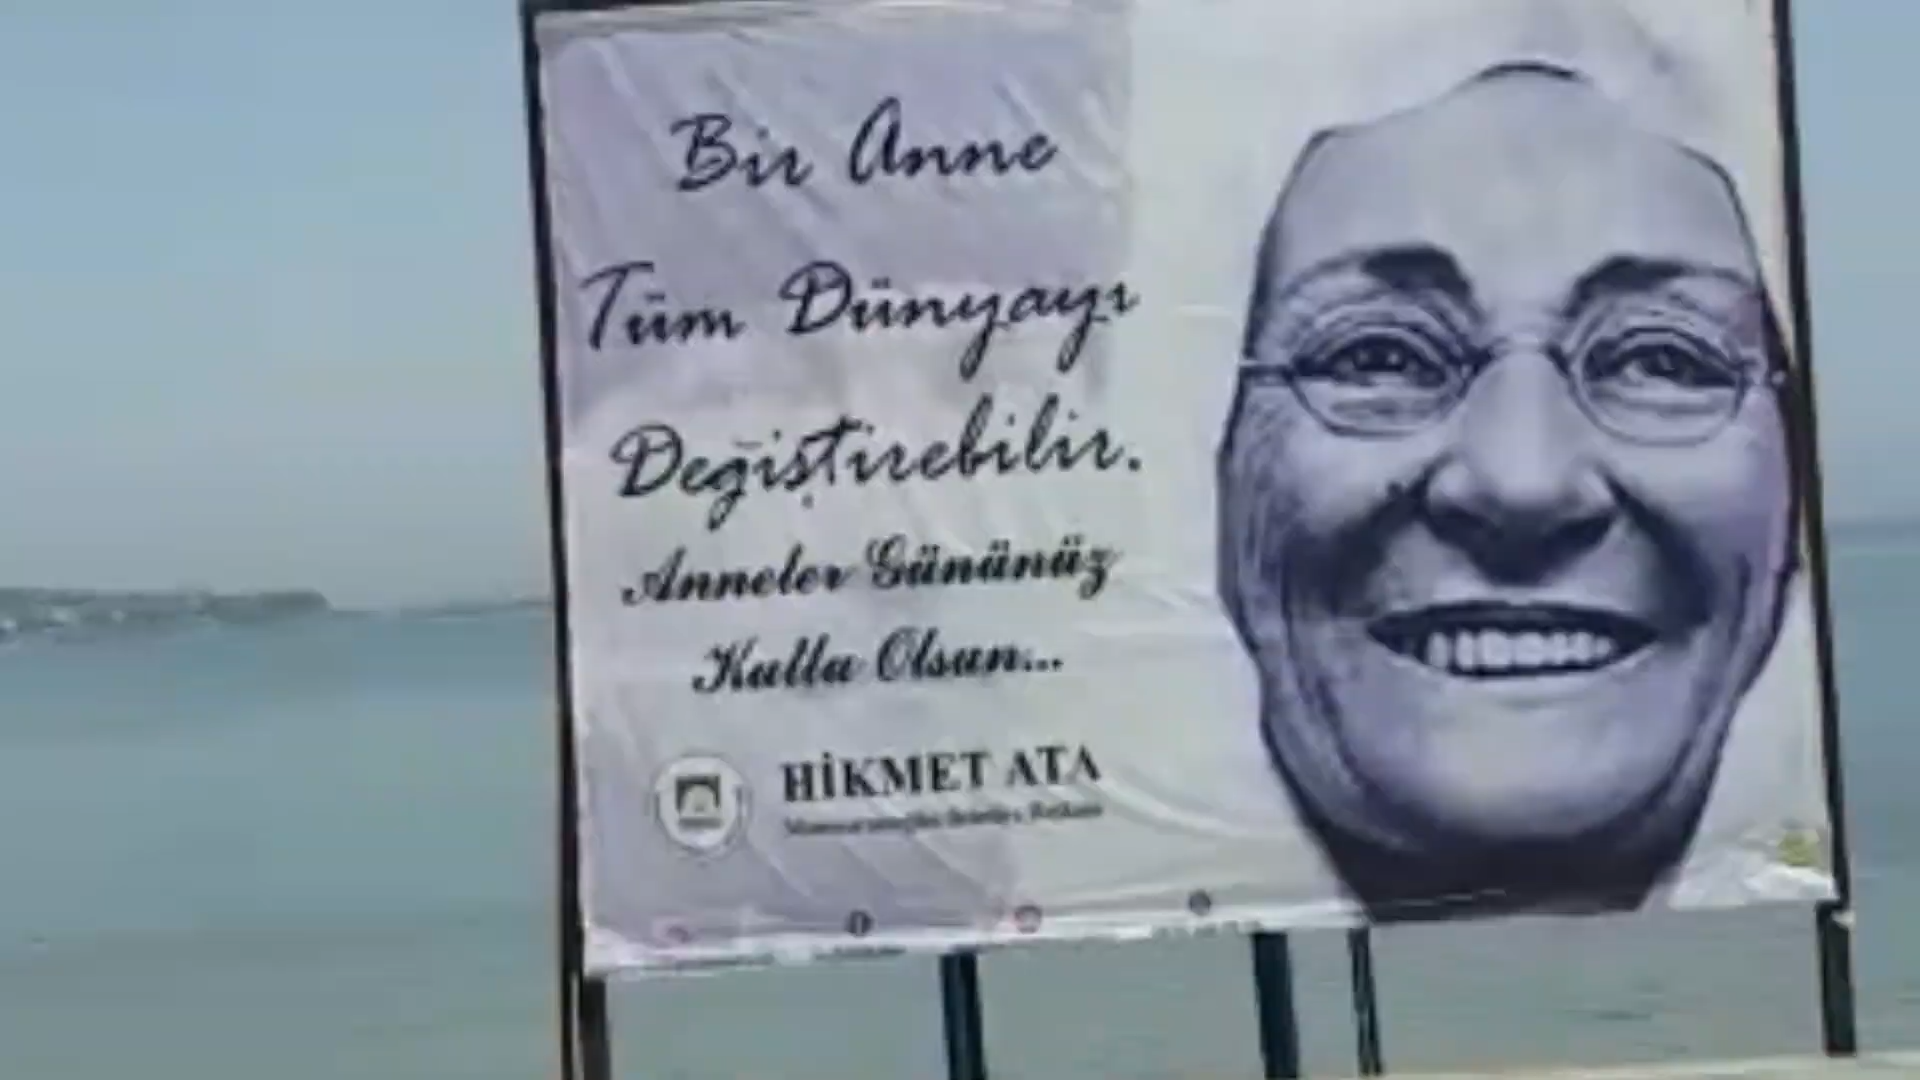 Bir Anne
Tüm Dünyayı
Değiştirebilir.
Anneler Gününüz
Kutlu Olsun...
HİKMET ATA